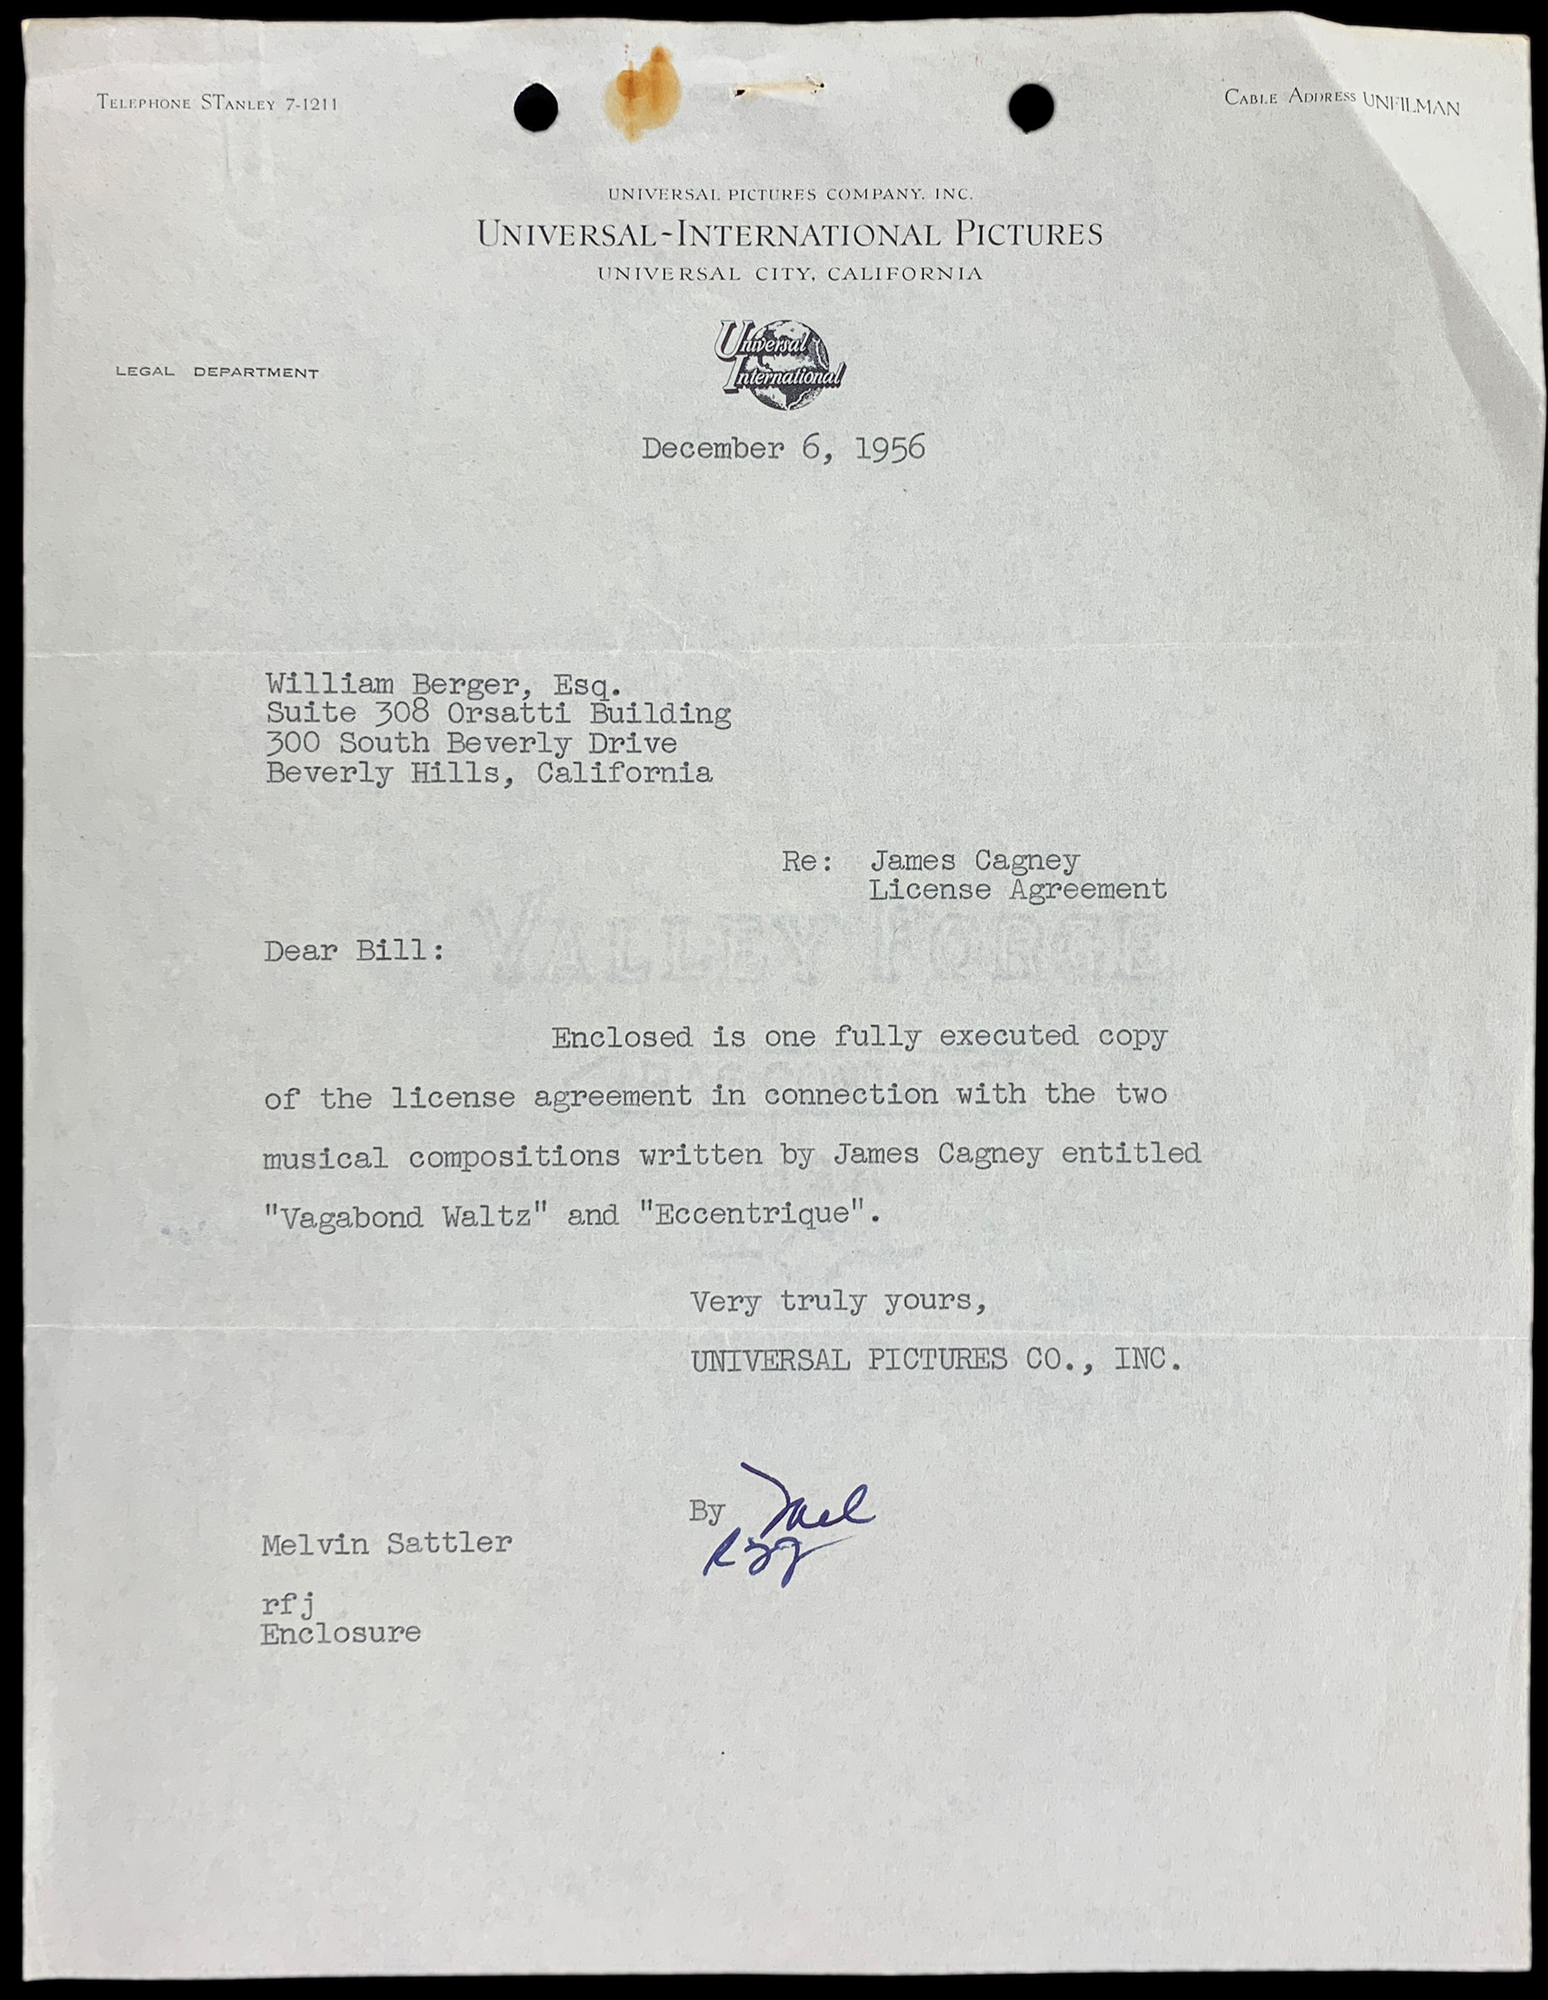 TELEPHONE STANLEY 7-1211
CABLE ADDRESS UNFILMAN
UNIVERSAL PICTURES COMPANY, INC.
UNIVERSAL-INTERNATIONAL PICTURES
UNIVERSAL CITY, CALIFORNIA
Universal
International
LEGAL DEPARTMENT
December 6, 1956
William Berger, Esq.
Suite 308 Orsatti Building
300 South Beverly Drive
Beverly Hills, California
Re: James Cagney
License Agreement
VALLEY FORGE
Dear Bill:
Enclosed is one fully executed copy
of the license agreement in connection with the two
musical compositions written by James Cagney entitled
"Vagabond Waltz" and "Eccentrique".
Very truly yours,
UNIVERSAL PICTURES CO., INC.
By Mel
Melvin Sattler
rfj
Enclosure